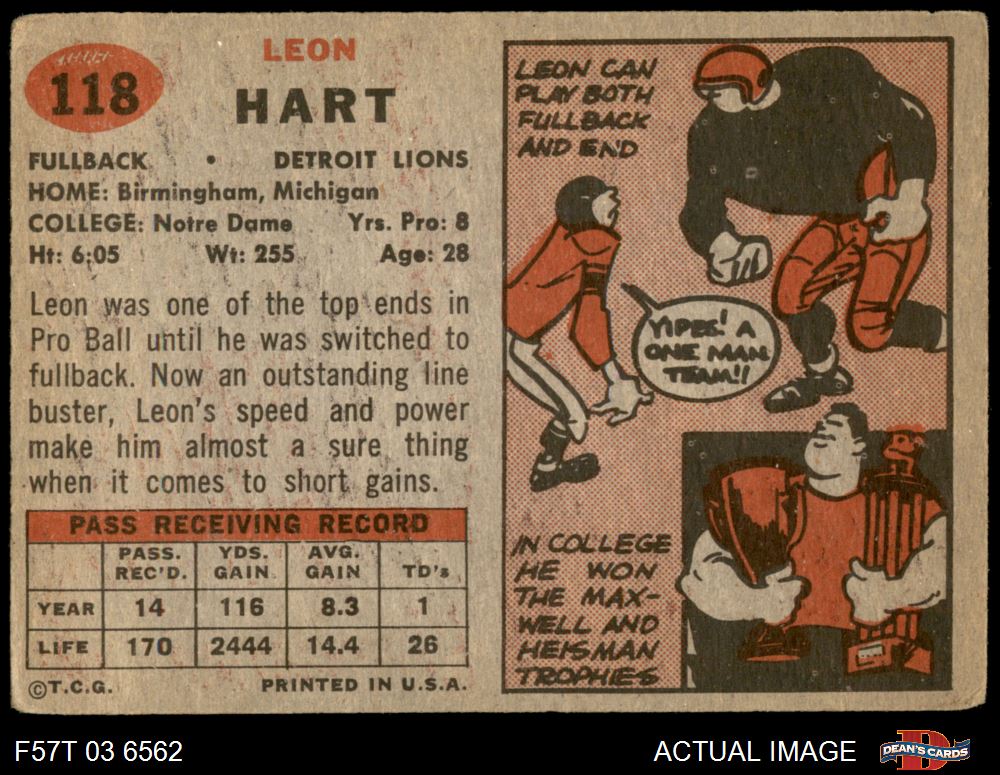 118
LEON
HART
FULLBACK • DETROIT LIONS
HOME: Birmingham, Michigan
COLLEGE: Notre Dame Yrs. Pro: 8
Ht: 6:05 Wt: 255 Age: 28
Leon was one of the top ends in
Pro Ball until he was switched to
fullback. Now an outstanding line
buster, Leon's speed and power
make him almost a sure thing
when it comes to short gains.
PASS RECEIVING RECORD
PASS. REC'D. YDS. GAIN AVG. GAIN TD's
YEAR 14 116 8.3 1
LIFE 170 2444 14.4 26
©T.C.G. PRINTED IN U.S.A.
LEON CAN
PLAY BOTH
FULLBACK
AND END
YIPEE! A
ONE MAN
TEAM!!
IN COLLEGE
HE WON
THE MAX-
WELL AND
HEISMAN
TROPHIES
F57T 03 6562
ACTUAL IMAGE
DEAN'S CARDS